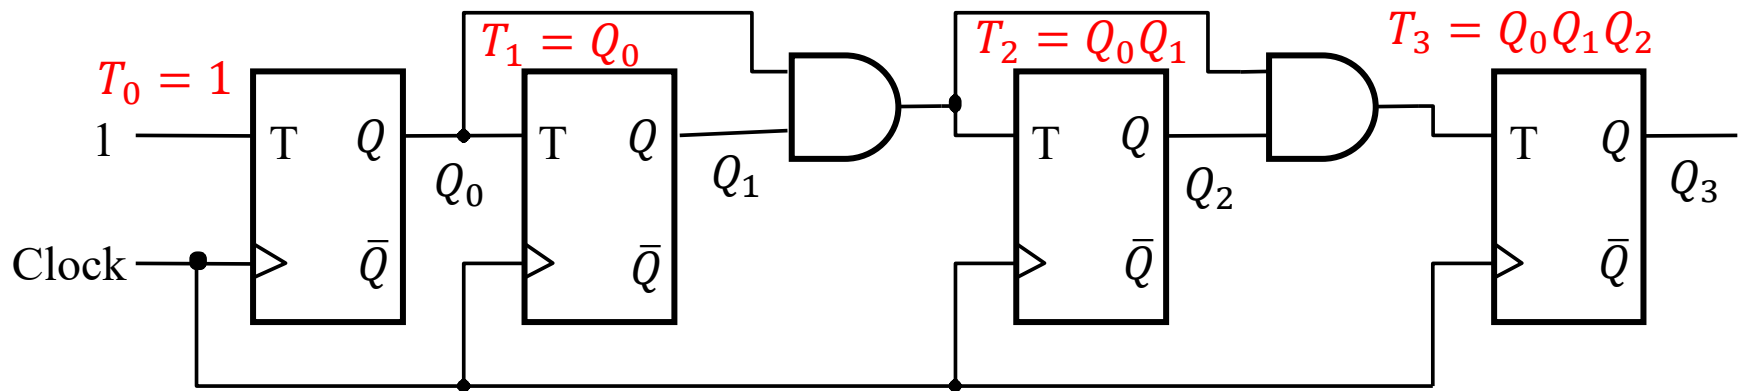 T₀ = 1
T₁ = Q₀
T₂ = Q₀Q₁
T₃ = Q₀Q₁Q₂
1
T Q
Q₀
T Q
Q₁
T Q
Q₂
T Q
Q₃
Clock
Q̅
Q̅
Q̅
Q̅